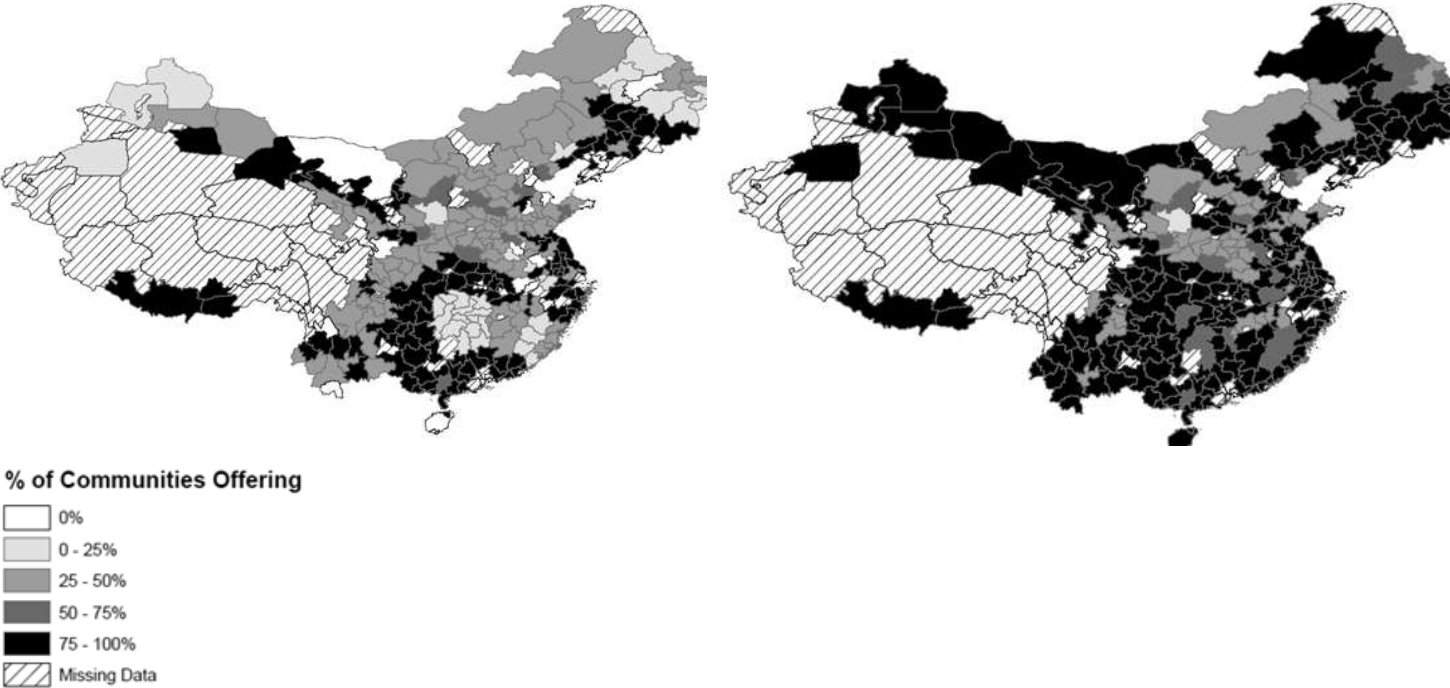 % of Communities Offering
0%
0 - 25%
25 - 50%
50 - 75%
75 - 100%
Missing Data